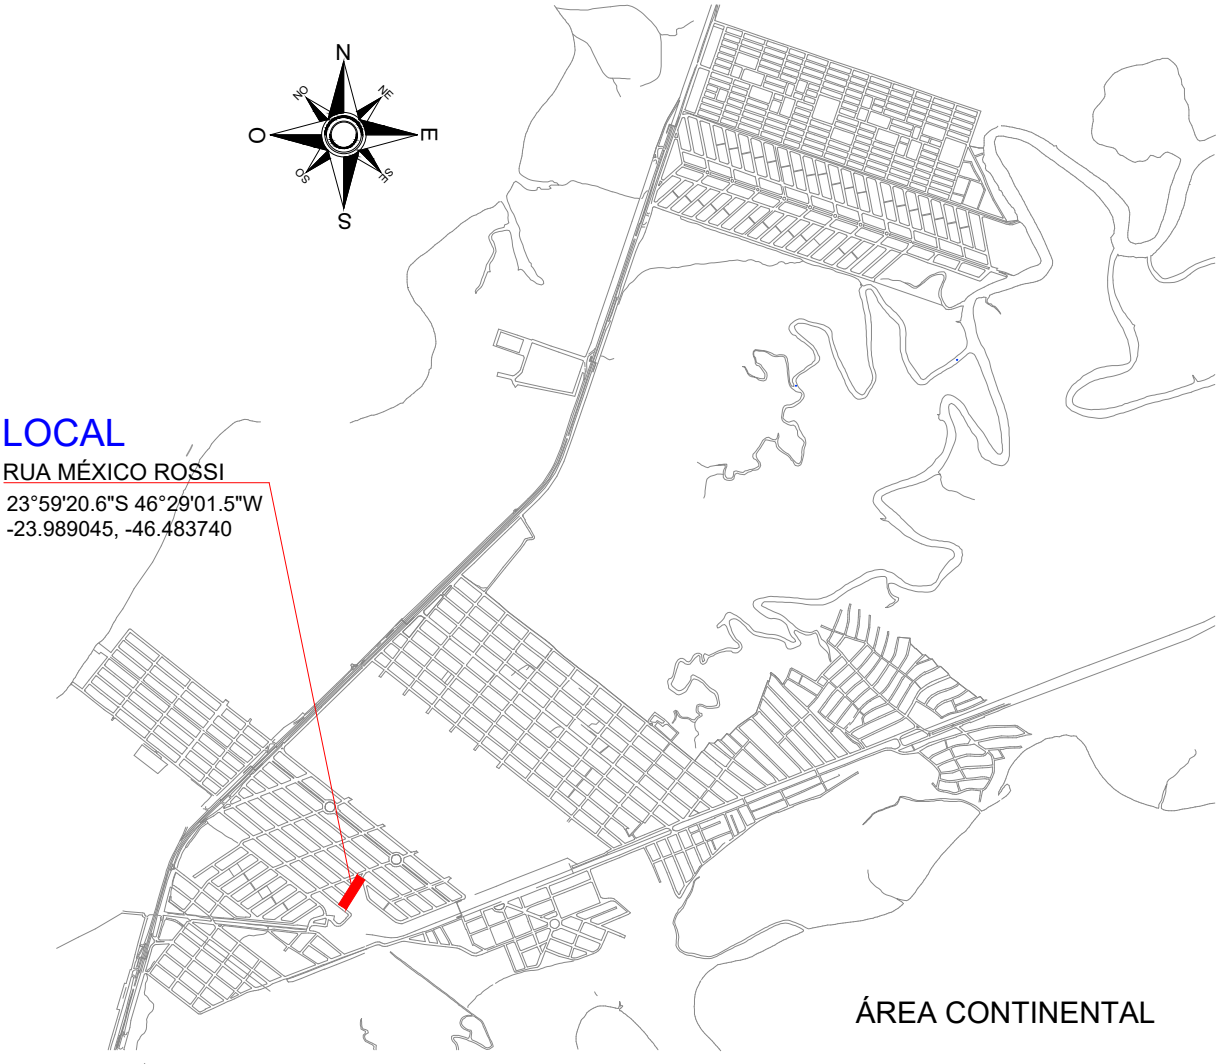 N
NO
NE
O
E
OS
SE
S
LOCAL
RUA MÉXICO ROSSI
23°59'20.6"S 46°29'01.5"W
-23.989045, -46.483740
ÁREA CONTINENTAL